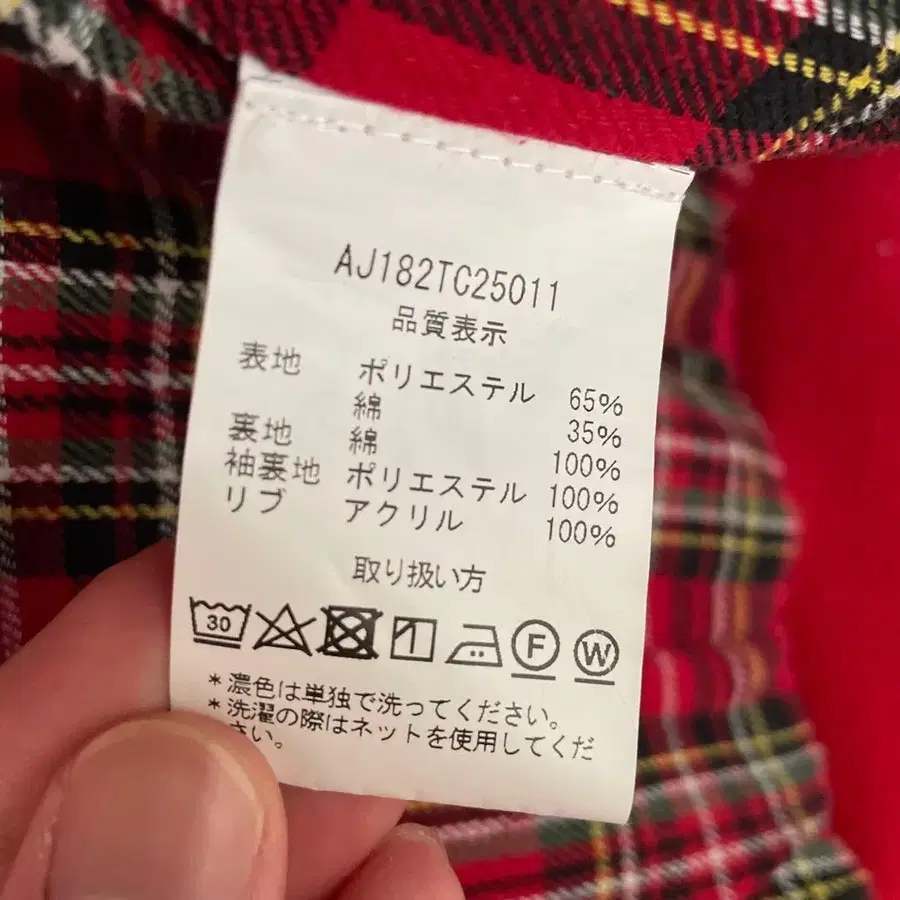 AJ182TC25011
品質表示
表地 ポリエステル 65%
綿 35%
裏地 綿 100%
袖裏地 ポリエステル 100%
リブ アクリル 100%
取り扱い方
30 F W
*濃色は単独で洗ってください。
*洗濯の際はネットを使用してくだ
さい。